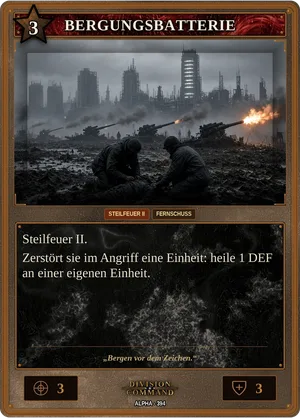 3
BERGUNGSBATTERIE
STEILFEUER II
FERNSCHUSS
Steilfeuer II.
Zerstört sie im Angriff eine Einheit: heile 1 DEF
an einer eigenen Einheit.
„Bergen vor dem Zeichen.“
3
DIVISION
COMMAND
ALPHA · 394
3